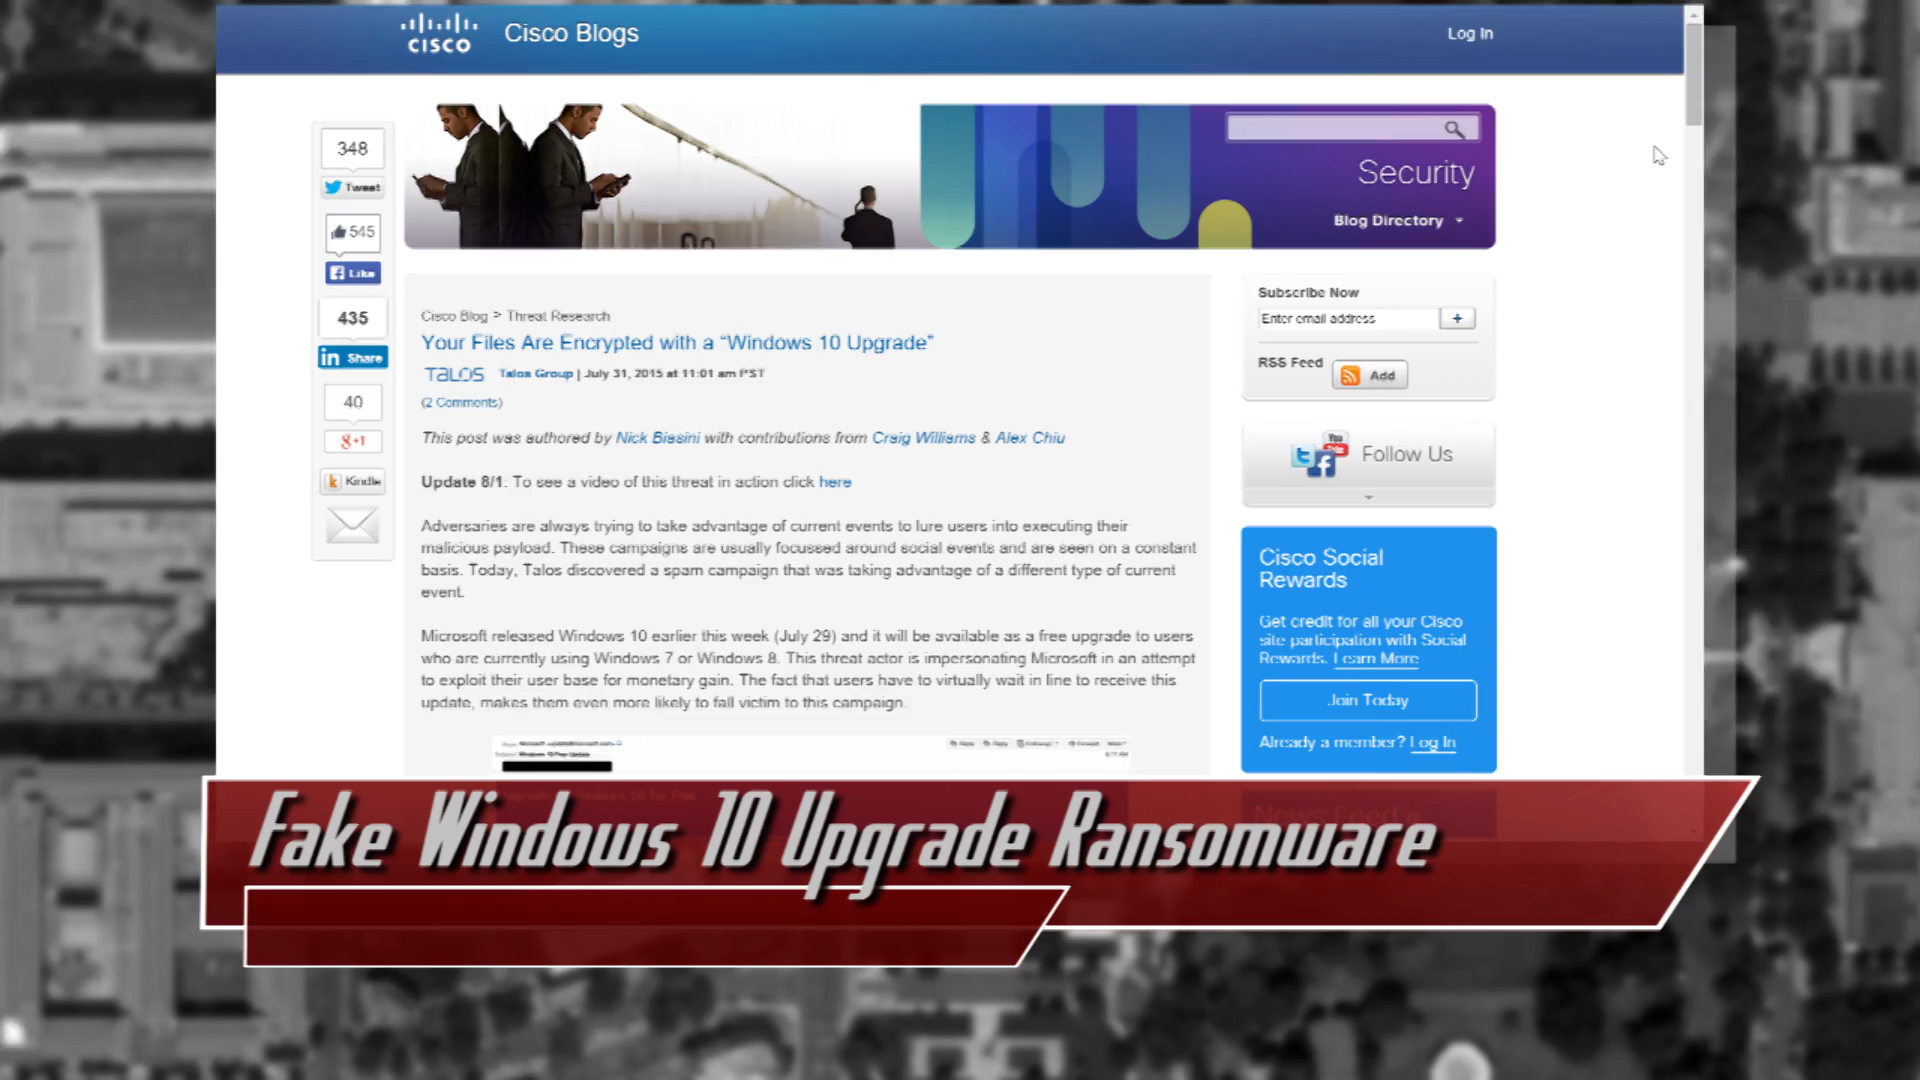 CISCO
Cisco Blogs
Log In
Security
Blog Directory
348
Tweet
545
Like
435
in Share
40
g+1
Kindle
Cisco Blog > Threat Research
Your Files Are Encrypted with a “Windows 10 Upgrade”
TALOS Talos Group | July 31, 2015 at 11:01 am PST
(2 Comments)
This post was authored by Nick Biasini with contributions from Craig Williams & Alex Chiu
Update 8/1: To see a video of this threat in action click here
Adversaries are always trying to take advantage of current events to lure users into executing their
malicious payload. These campaigns are usually focussed around social events and are seen on a constant
basis. Today, Talos discovered a spam campaign that was taking advantage of a different type of current
event.
Microsoft released Windows 10 earlier this week (July 29) and it will be available as a free upgrade to users
who are currently using Windows 7 or Windows 8. This threat actor is impersonating Microsoft in an attempt
to exploit their user base for monetary gain. The fact that users have to virtually wait in line to receive this
update, makes them even more likely to fall victim to this campaign.
Subscribe Now
Enter email address +
RSS Feed Add
You
Tube
Follow Us
Cisco Social
Rewards
Get credit for all your Cisco
site participation with Social
Rewards. Learn More
Join Today
Already a member? Log In
News Feed
Fake Windows 10 Upgrade Ransomware